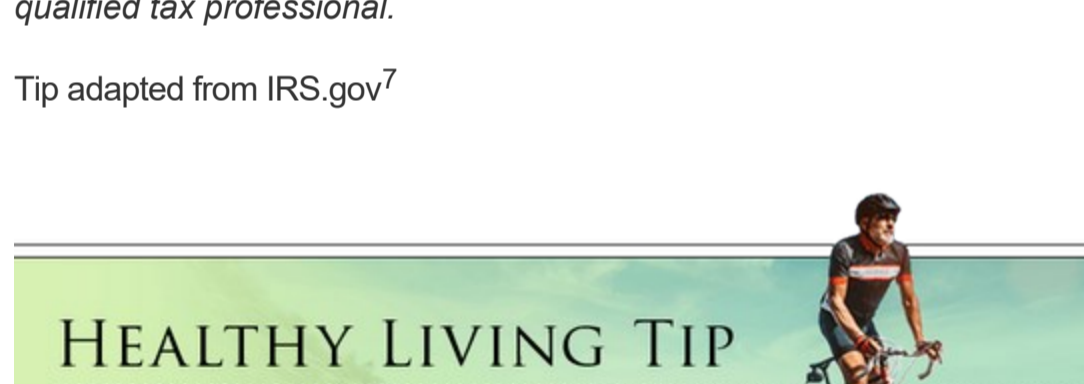 qualified tax professional.
Tip adapted from IRS.gov⁷
HEALTHY LIVING TIP